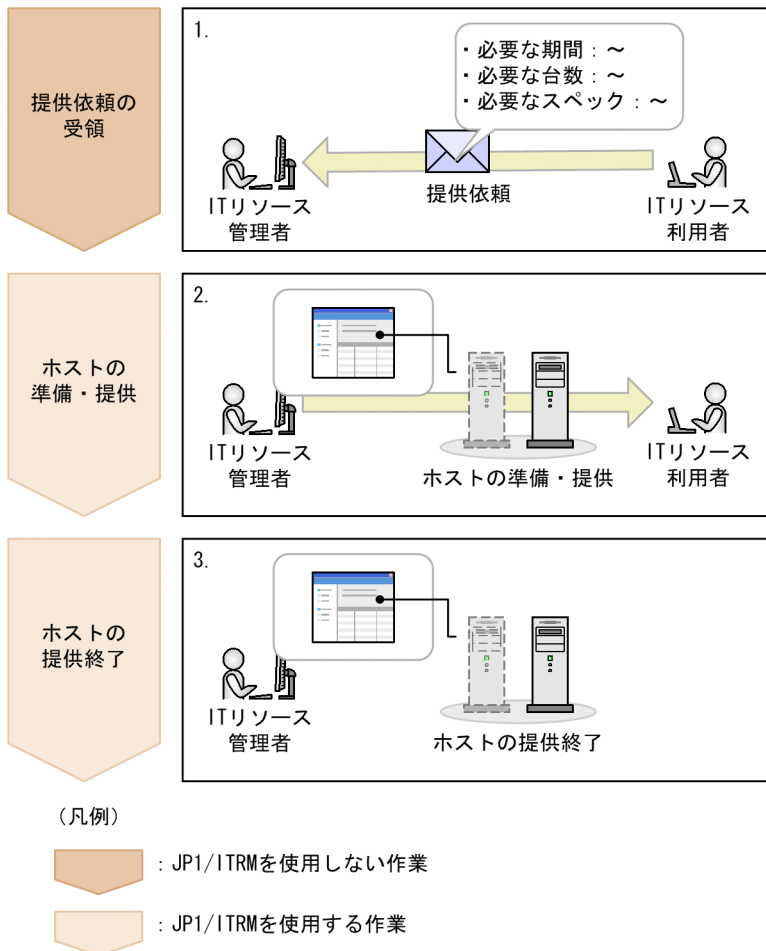 提供依頼の
受領
1.
・必要な期間：～
・必要な台数：～
・必要なスペック：～
提供依頼
ITリソース
管理者
ITリソース
利用者
ホストの
準備・提供
2.
ITリソース
管理者
ホストの準備・提供
ITリソース
利用者
ホストの
提供終了
3.
ITリソース
管理者
ホストの提供終了
（凡例）
：JP1/ITRMを使用しない作業
：JP1/ITRMを使用する作業